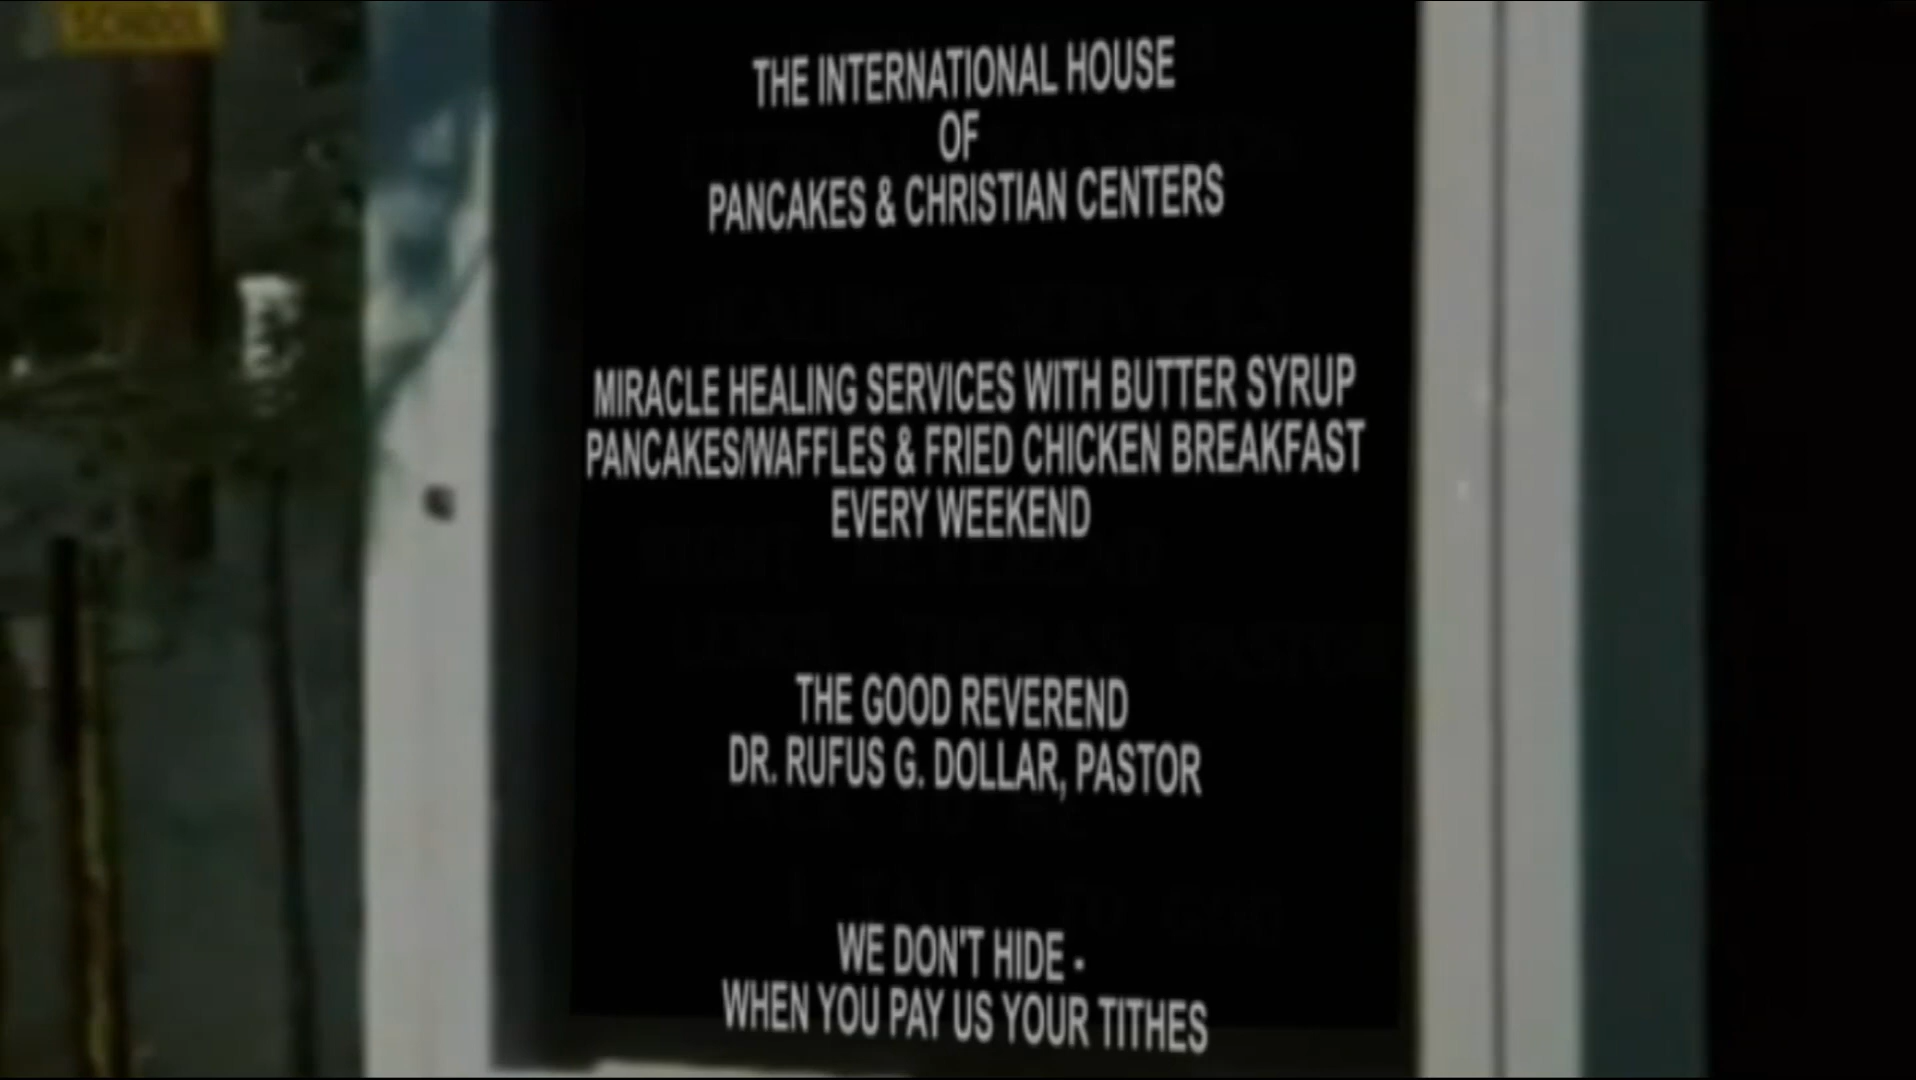 SCHOOL
THE INTERNATIONAL HOUSE
OF
PANCAKES & CHRISTIAN CENTERS
MIRACLE HEALING SERVICES WITH BUTTER SYRUP
PANCAKES/WAFFLES & FRIED CHICKEN BREAKFAST
EVERY WEEKEND
THE GOOD REVEREND
DR. RUFUS G. DOLLAR, PASTOR
WE DON'T HIDE -
WHEN YOU PAY US YOUR TITHES